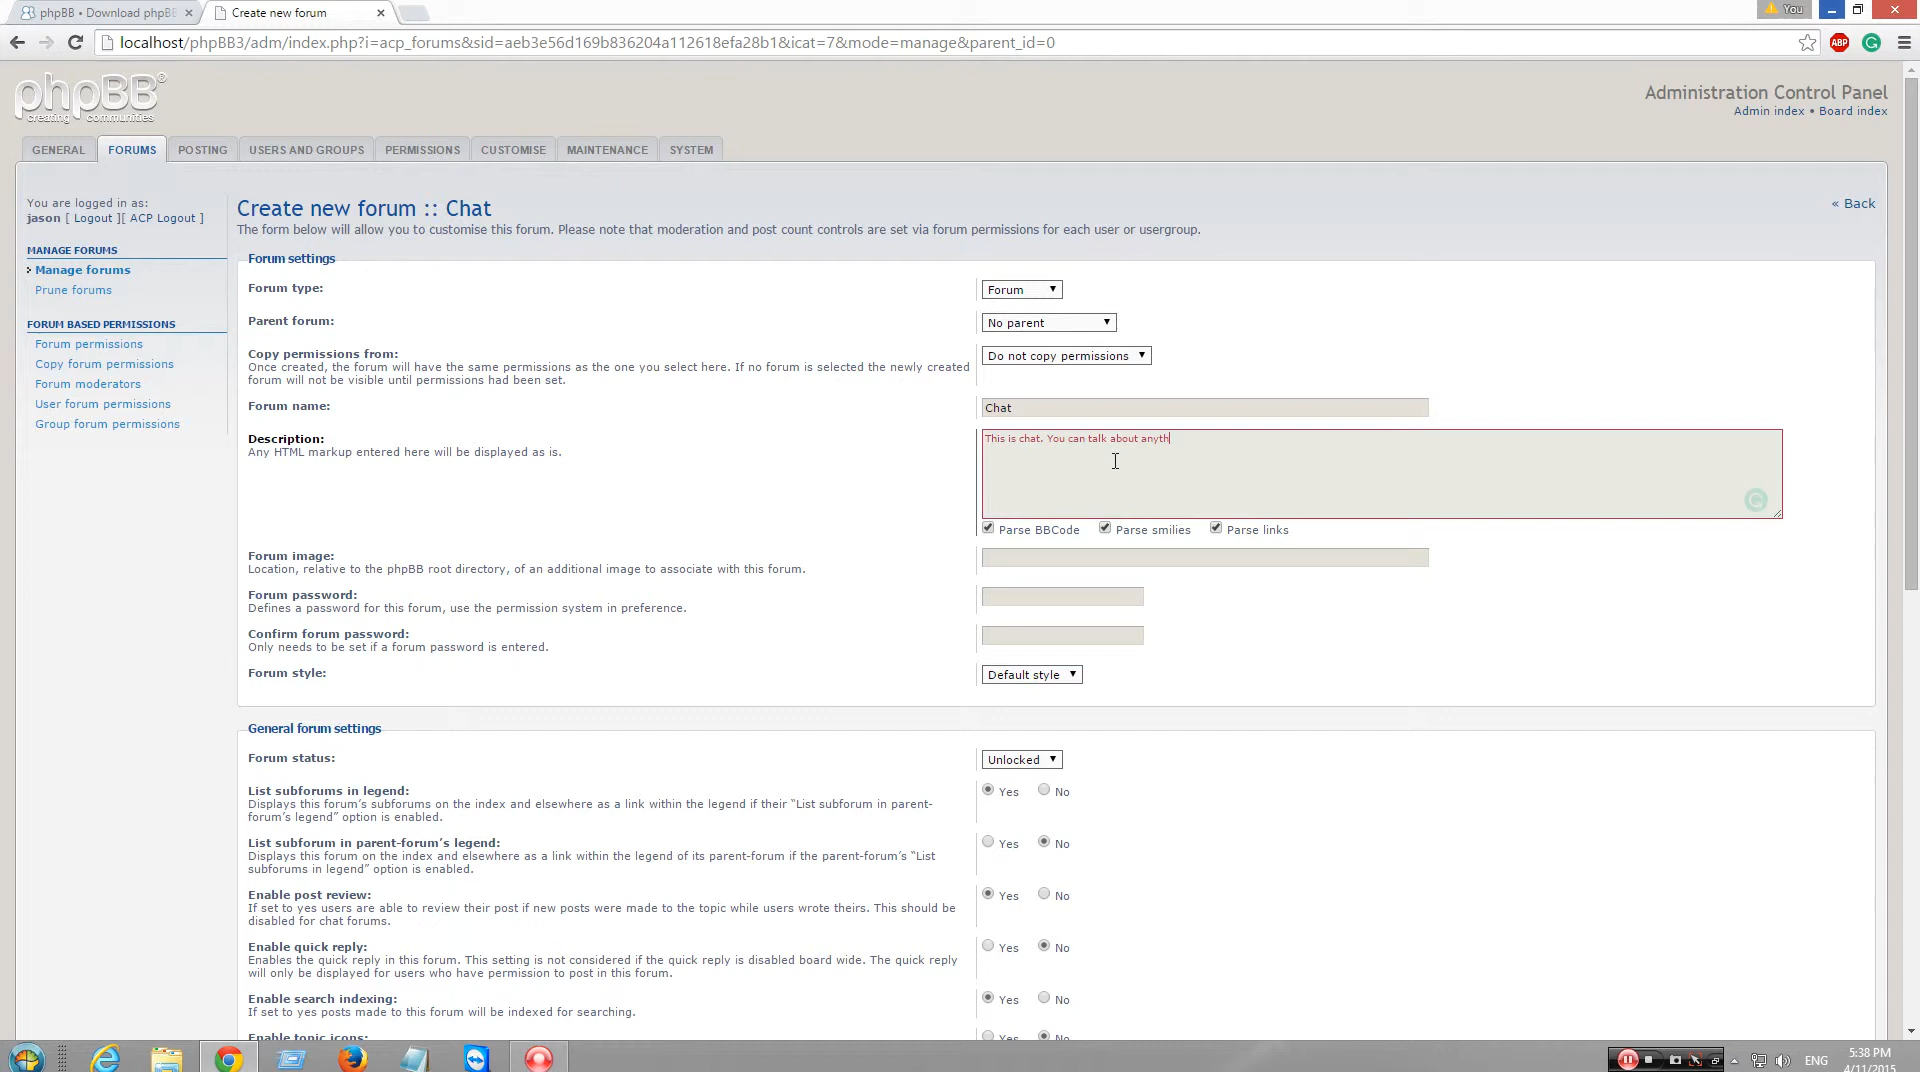 phpBB • Download phpBB
Create new forum
You
localhost/phpBB3/adm/index.php?i=acp_forums&sid=aeb3e56d169b836204a112618efa28b1&icat=7&mode=manage&parent_id=0
ABP
phpBB®
creating communities
Administration Control Panel
Admin index • Board index
GENERAL FORUMS POSTING USERS AND GROUPS PERMISSIONS CUSTOMISE MAINTENANCE SYSTEM
You are logged in as:
jason [ Logout ][ ACP Logout ]
MANAGE FORUMS
Manage forums
Prune forums
FORUM BASED PERMISSIONS
Forum permissions
Copy forum permissions
Forum moderators
User forum permissions
Group forum permissions
Create new forum :: Chat
« Back
The form below will allow you to customise this forum. Please note that moderation and post count controls are set via forum permissions for each user or usergroup.
Forum settings
Forum type:
Forum
Parent forum:
No parent
Copy permissions from:
Once created, the forum will have the same permissions as the one you select here. If no forum is selected the newly created
forum will not be visible until permissions had been set.
Do not copy permissions
Forum name:
Chat
Description:
Any HTML markup entered here will be displayed as is.
This is chat. You can talk about anyth
Parse BBCode Parse smilies Parse links
Forum image:
Location, relative to the phpBB root directory, of an additional image to associate with this forum.
Forum password:
Defines a password for this forum, use the permission system in preference.
Confirm forum password:
Only needs to be set if a forum password is entered.
Forum style:
Default style
General forum settings
Forum status:
Unlocked
List subforums in legend:
Displays this forum’s subforums on the index and elsewhere as a link within the legend if their “List subforum in parent-
forum’s legend” option is enabled.
Yes No
List subforum in parent-forum’s legend:
Displays this forum on the index and elsewhere as a link within the legend of its parent-forum if the parent-forum’s “List
subforums in legend” option is enabled.
Yes No
Enable post review:
If set to yes users are able to review their post if new posts were made to the topic while users wrote theirs. This should be
disabled for chat forums.
Yes No
Enable quick reply:
Enables the quick reply in this forum. This setting is not considered if the quick reply is disabled board wide. The quick reply
will only be displayed for users who have permission to post in this forum.
Yes No
Enable search indexing:
If set to yes posts made to this forum will be indexed for searching.
Yes No
Enable topic icons:
Yes No
ENG
5:38 PM
4/11/2015